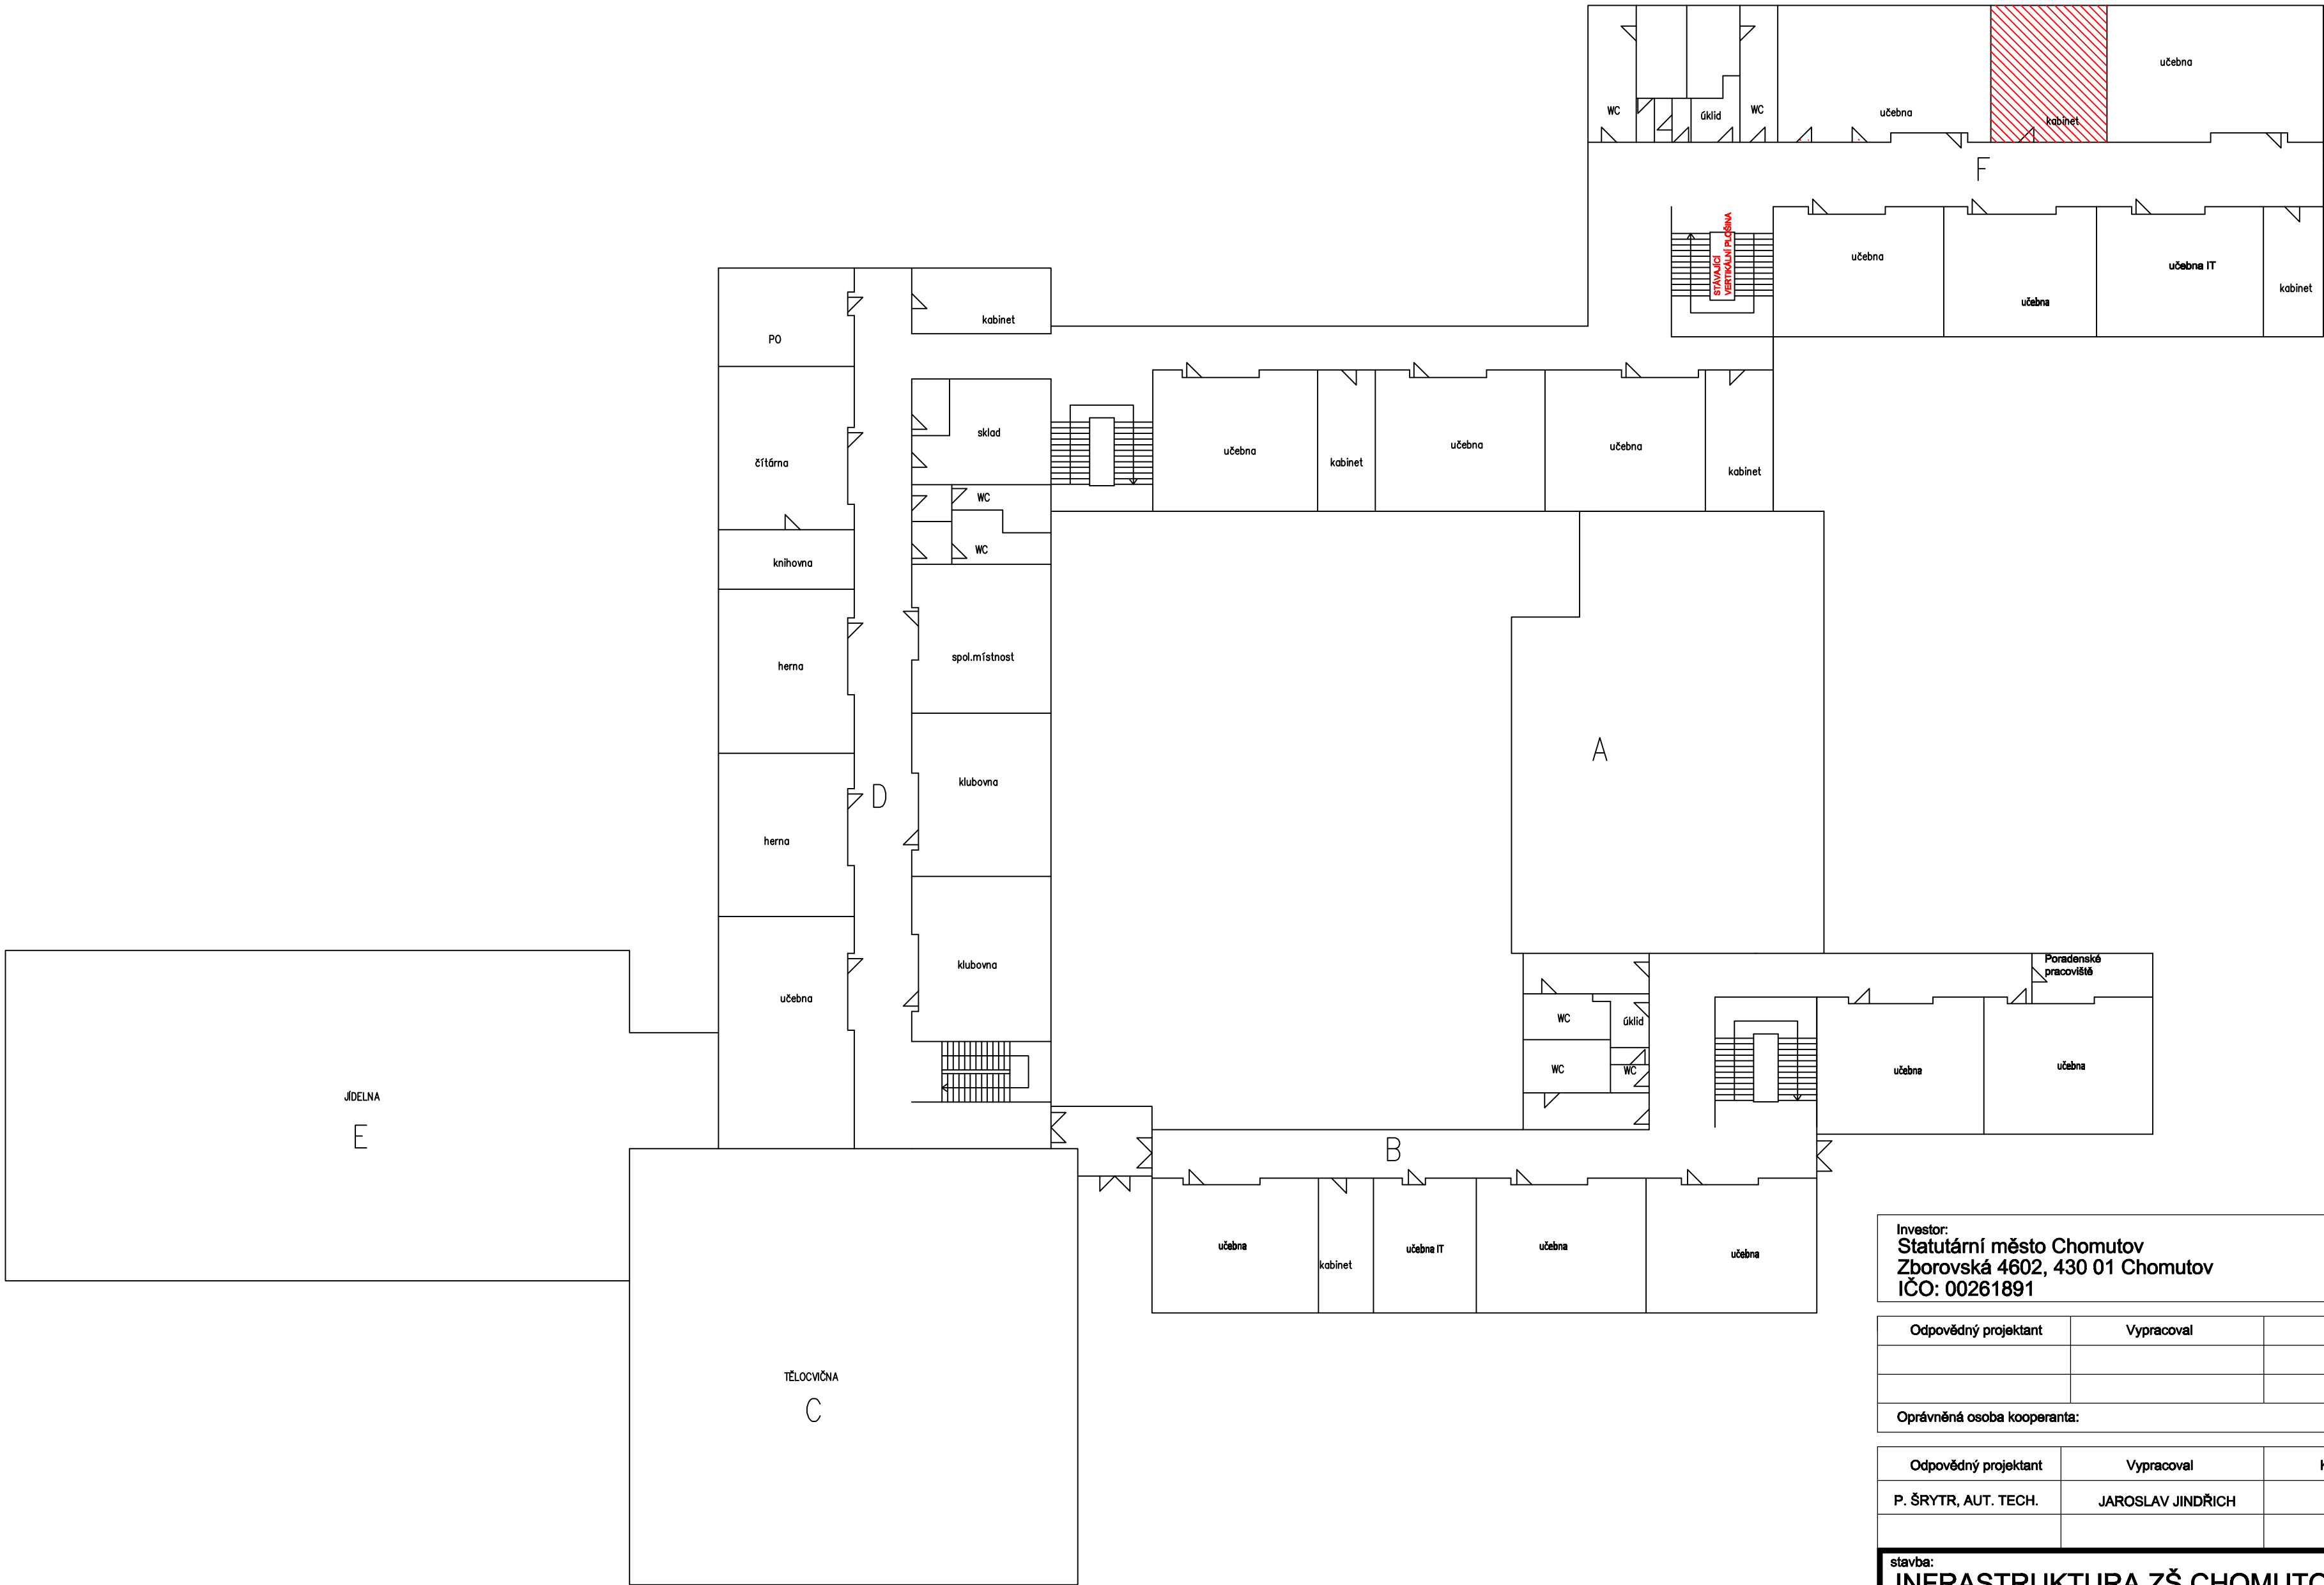 učebna
WC
úklid
WC
učebna
kabinet
F
STÁVAJÍCÍ
VERTIKÁLNÍ PLOŠINA
učebna
učebna
učebna IT
kabinet
PO
kabinet
čítárna
sklad
učebna
kabinet
učebna
učebna
kabinet
WC
WC
knihovna
herna
spol.místnost
A
klubovna
D
herna
klubovna
učebna
Poradenské
pracoviště
WC
úklid
WC
WC
učebna
učebna
JÍDELNA
E
B
učebna
kabinet
učebna IT
učebna
učebna
TĚLOCVIČNA
C
Investor:
Statutární město Chomutov
Zborovská 4602, 430 01 Chomutov
IČO: 00261891
Odpovědný projektant
Vypracoval
Oprávněná osoba kooperanta:
Odpovědný projektant
Vypracoval
P. ŠRYTR, AUT. TECH.
JAROSLAV JINDŘICH
stavba:
INFRASTRUKTURA ZŠ